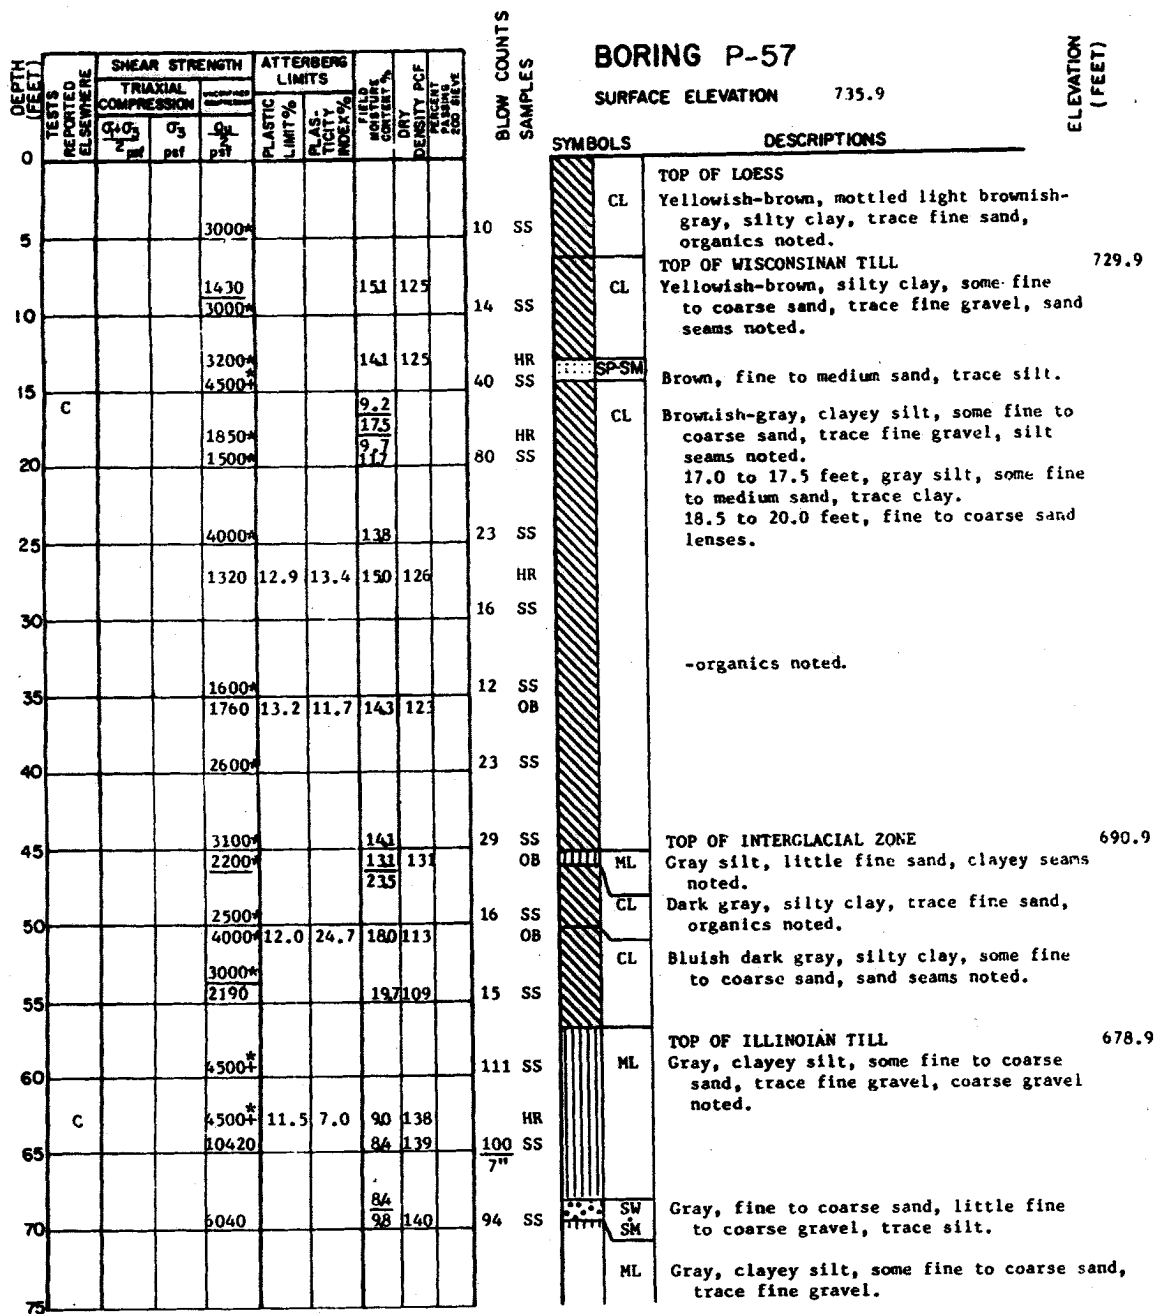 BORING P-57
SURFACE ELEVATION 735.9
DEPTH (FEET)
TESTS REPORTED ELSEWHERE
SHEAR STRENGTH
TRIAXIAL COMPRESSION
psf
σ3 psf
psf
ATTERBERG LIMITS
PLASTIC LIMIT%
PLAS-TICITY INDEX%
FIELD MOISTURE CONTENT %
DRY DENSITY PCF
PERCENT PASSING 200 SIEVE
BLOW COUNTS
SAMPLES
SYMBOLS
DESCRIPTIONS
ELEVATION (FEET)
0
TOP OF LOESS
CL Yellowish-brown, mottled light brownish-
gray, silty clay, trace fine sand,
organics noted.
3000* 10 SS
5
TOP OF WISCONSINAN TILL 729.9
CL Yellowish-brown, silty clay, some fine
to coarse sand, trace fine gravel, sand
seams noted.
1430 151 125
3000* 14 SS
10
3200* 141 125 HR
SP-SM Brown, fine to medium sand, trace silt.
4500+* 40 SS
15
C 9.2
CL Brownish-gray, clayey silt, some fine to
coarse sand, trace fine gravel, silt
seams noted.
17.0 to 17.5 feet, gray silt, some fine
to medium sand, trace clay.
18.5 to 20.0 feet, fine to coarse sand
lenses.
175
1850* 9.7 HR
1500* 11.7 80 SS
20
4000* 138 23 SS
25
1320 12.9 13.4 150 126 HR
16 SS
30
-organics noted.
1600* 12 SS
35
1760 13.2 11.7 143 123 OB
2600* 23 SS
40
3100* 141 29 SS
45
TOP OF INTERGLACIAL ZONE 690.9
2200* 131 131 OB
235
ML Gray silt, little fine sand, clayey seams
noted.
CL Dark gray, silty clay, trace fine sand,
organics noted.
2500* 16 SS
50
4000* 12.0 24.7 180 113 OB
CL Bluish dark gray, silty clay, some fine
to coarse sand, sand seams noted.
3000*
2190 19.7 109 15 SS
55
TOP OF ILLINOIAN TILL 678.9
ML Gray, clayey silt, some fine to coarse
sand, trace fine gravel, coarse gravel
noted.
4500+* 111 SS
60
C 4500+* 11.5 7.0 90 138 HR
10420 84 139 100/7" SS
65
84
SW
SM Gray, fine to coarse sand, little fine
to coarse gravel, trace silt.
6040 98 140 94 SS
70
ML Gray, clayey silt, some fine to coarse sand,
trace fine gravel.
75